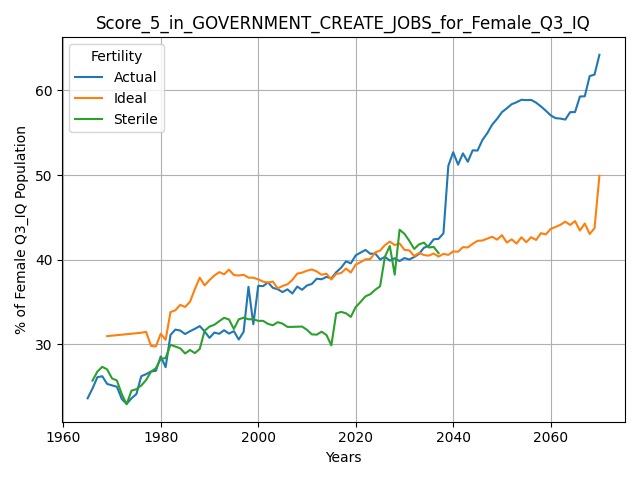 Score_5_in_GOVERNMENT_CREATE_JOBS_for_Female_Q3_IQ
Fertility
Actual
Ideal
Sterile
% of Female Q3_IQ Population
60
50
40
30
1960
1980
2000
2020
2040
2060
Years